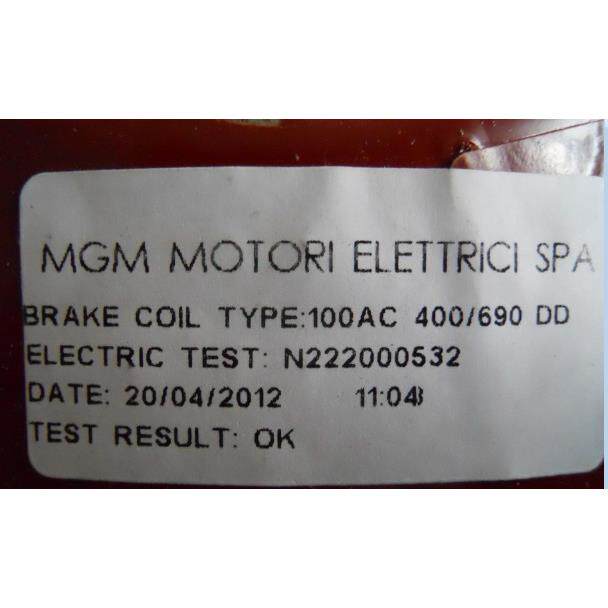 MGM MOTORI ELETTRICI SPA
BRAKE COIL TYPE:100AC 400/690 DD
ELECTRIC TEST: N222000532
DATE: 20/04/2012 11:04
TEST RESULT: OK